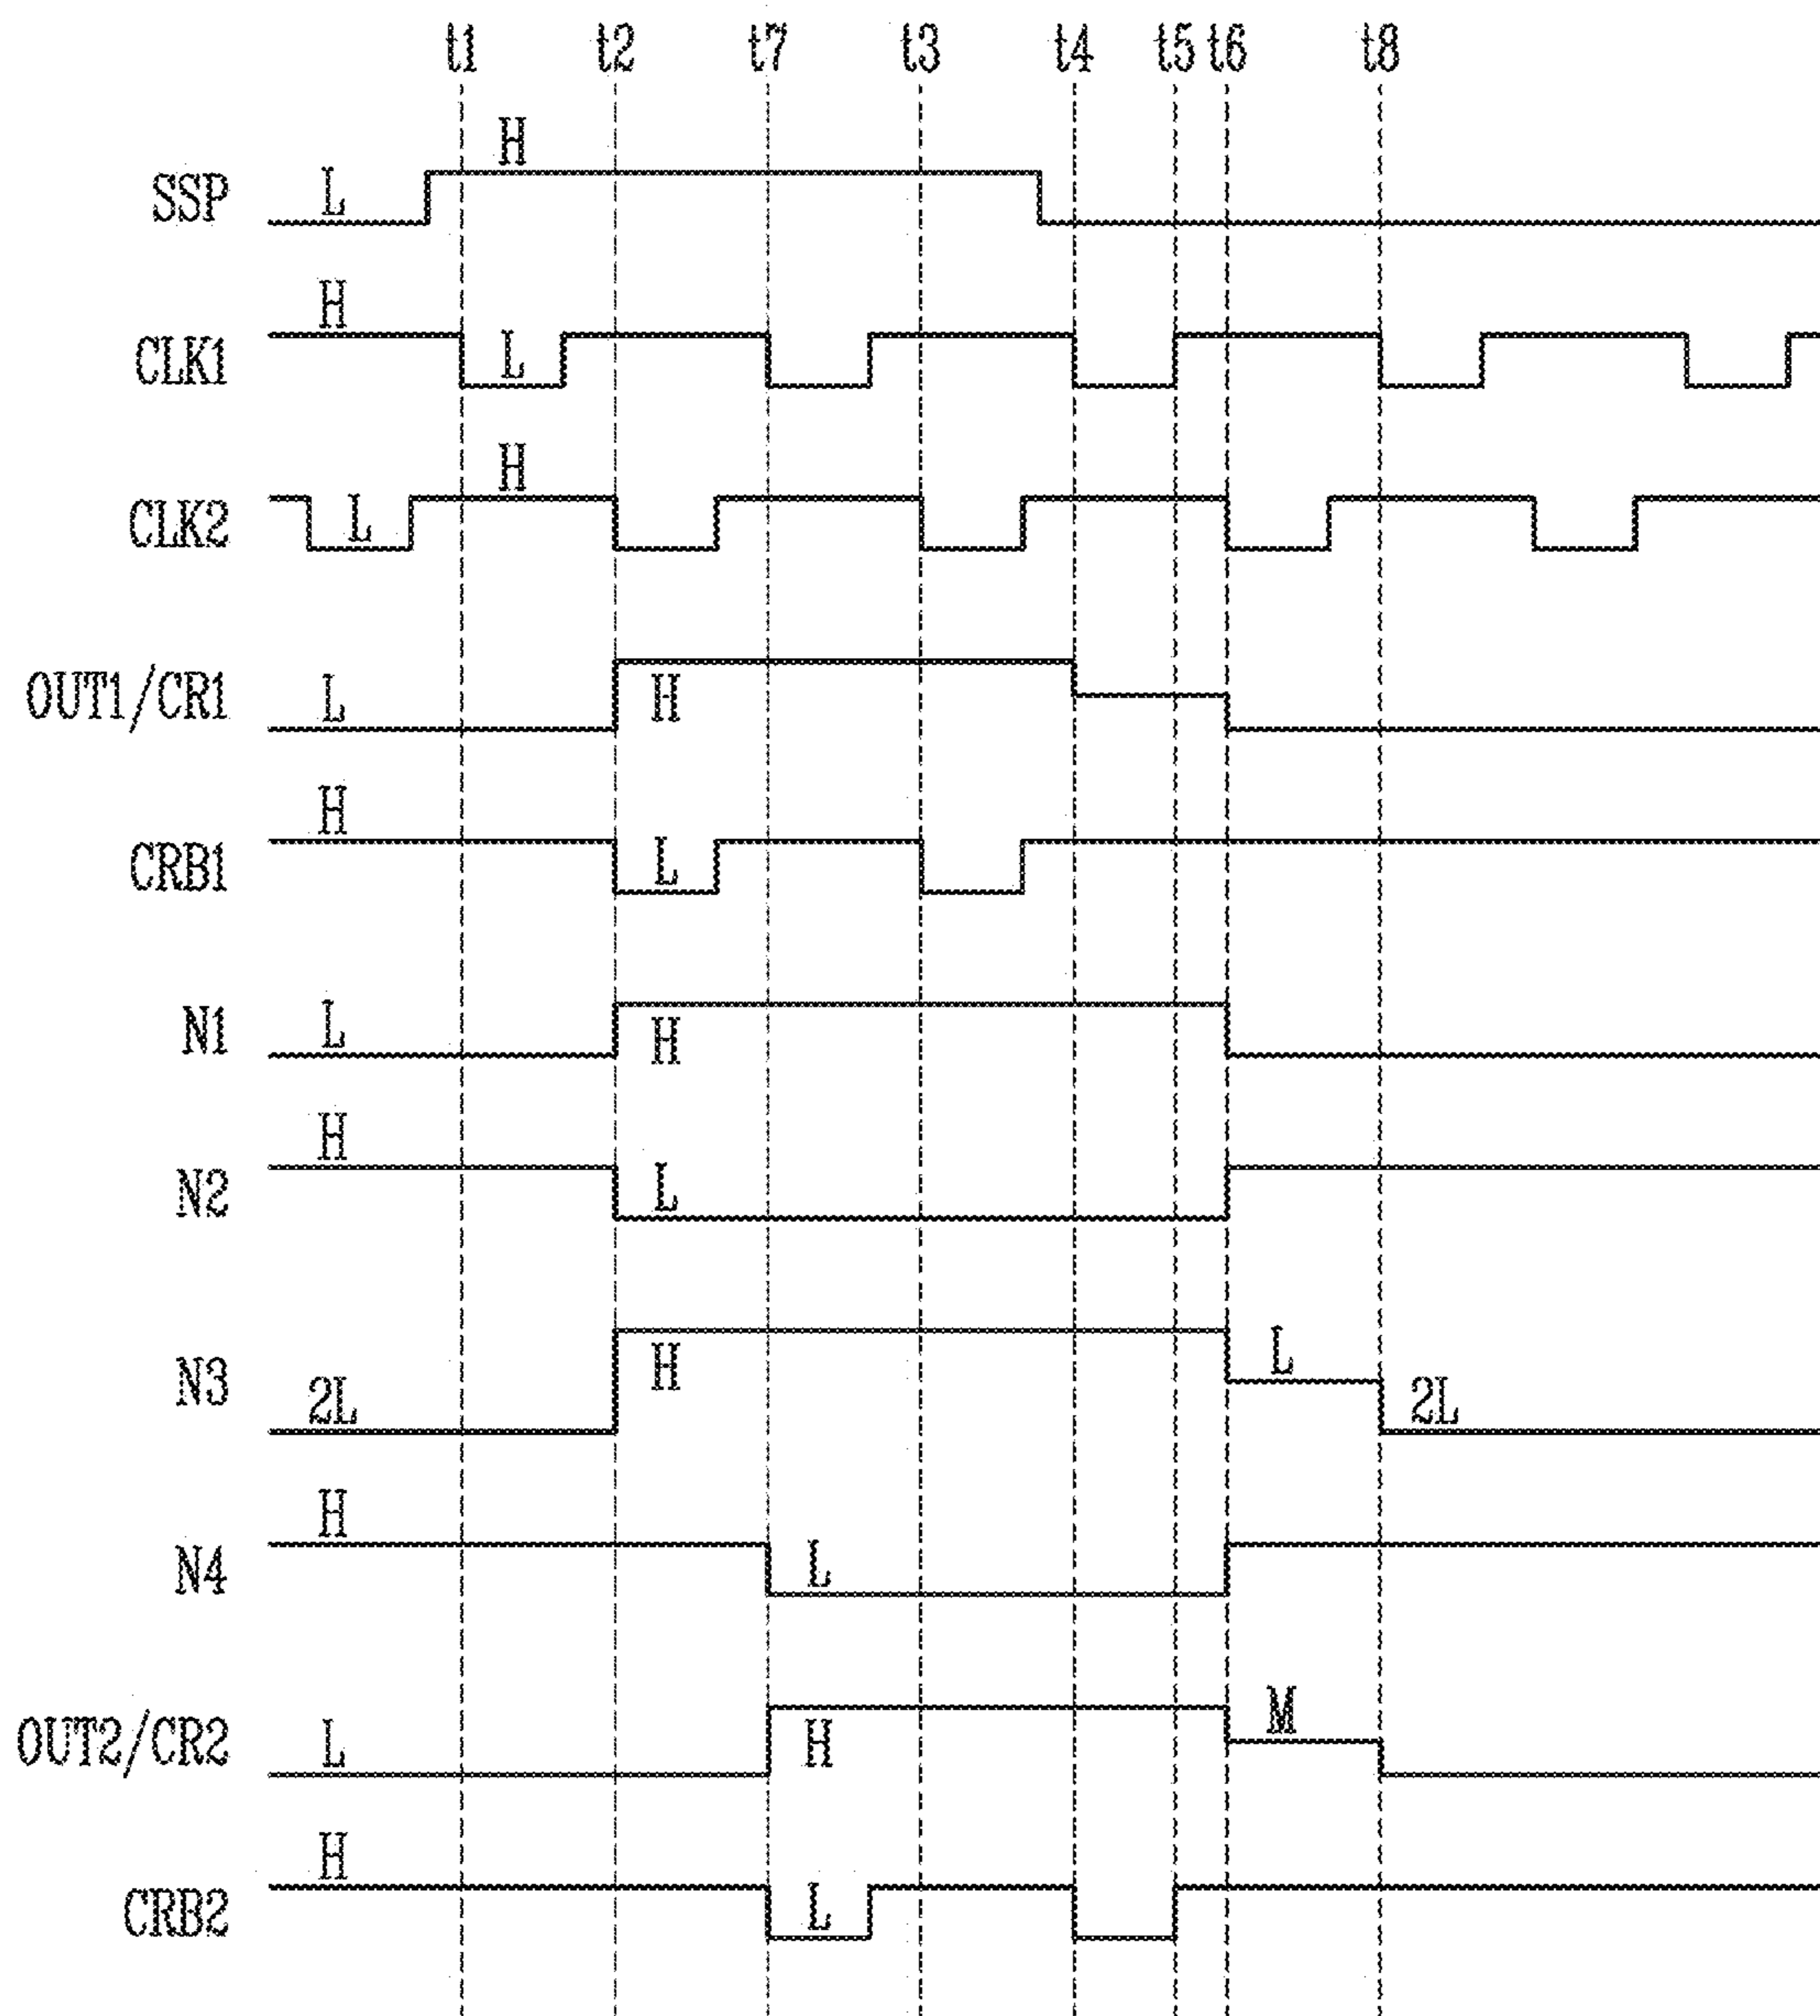 t1 t2 t7 t3 t4 t5 t6 t8
H
SSP L
H
CLK1 L
H
CLK2 L
OUT1/CR1 L H
H
CRB1 L
N1 L H
H
N2 L
N3 2L H L 2L
H
N4 L
M
OUT2/CR2 L H
H
CRB2 L